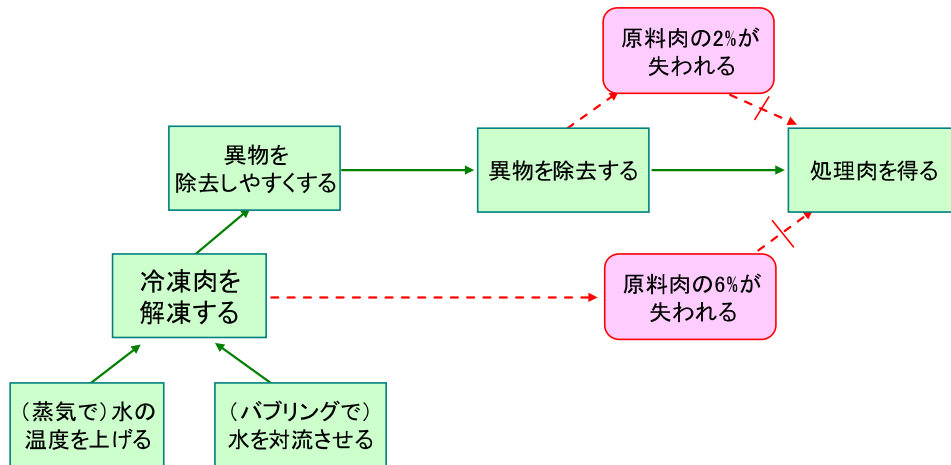 原料肉の2%が
失われる
異物を
除去しやすくする
異物を除去する
処理肉を得る
冷凍肉を
解凍する
原料肉の6%が
失われる
(蒸気で)水の
温度を上げる
(バブリングで)
水を対流させる